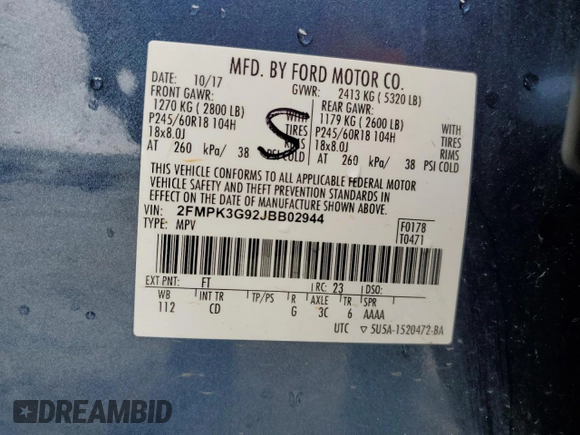 MFD. BY FORD MOTOR CO.
DATE: 10/17 GVWR: 2413 KG ( 5320 LB)
FRONT GAWR: REAR GAWR:
1270 KG ( 2800 LB) WITH 1179 KG ( 2600 LB) WITH
P245/60R18 104H TIRES P245/60R18 104H TIRES
18x8.0J 18x8.0J RIMS
AT 260 kPa/ 38 PSI COLD AT 260 kPa/ 38 PSI COLD
S
THIS VEHICLE CONFORMS TO ALL APPLICABLE FEDERAL MOTOR
VEHICLE SAFETY AND THEFT PREVENTION STANDARDS IN
EFFECT ON THE DATE OF MANUFACTURE SHOWN ABOVE.
VIN: 2FMPK3G92JBB02944 F0178
TYPE: MPV T0471
EXT PNT: FT RC: 23 DSO:
WB INT TR TP/PS R AXLE TR SPR
112 CD G 3C 6 AAAA
UTC ▽ 5U5A-1520472-BA
DREAMBID